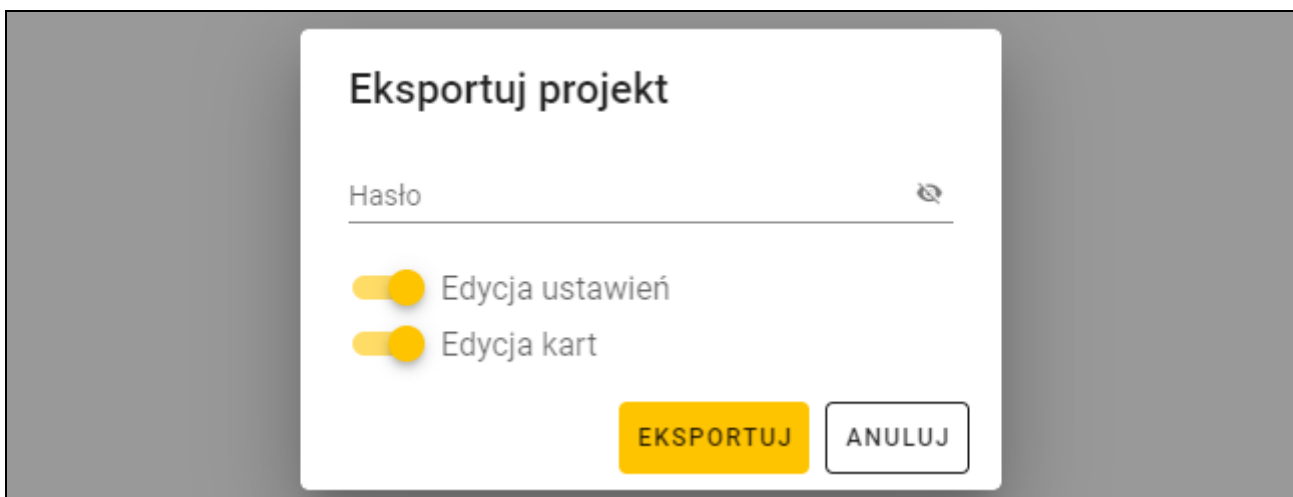 Eksportuj projekt
Hasło
Edycja ustawień
Edycja kart
EKSPORTUJ ANULUJ